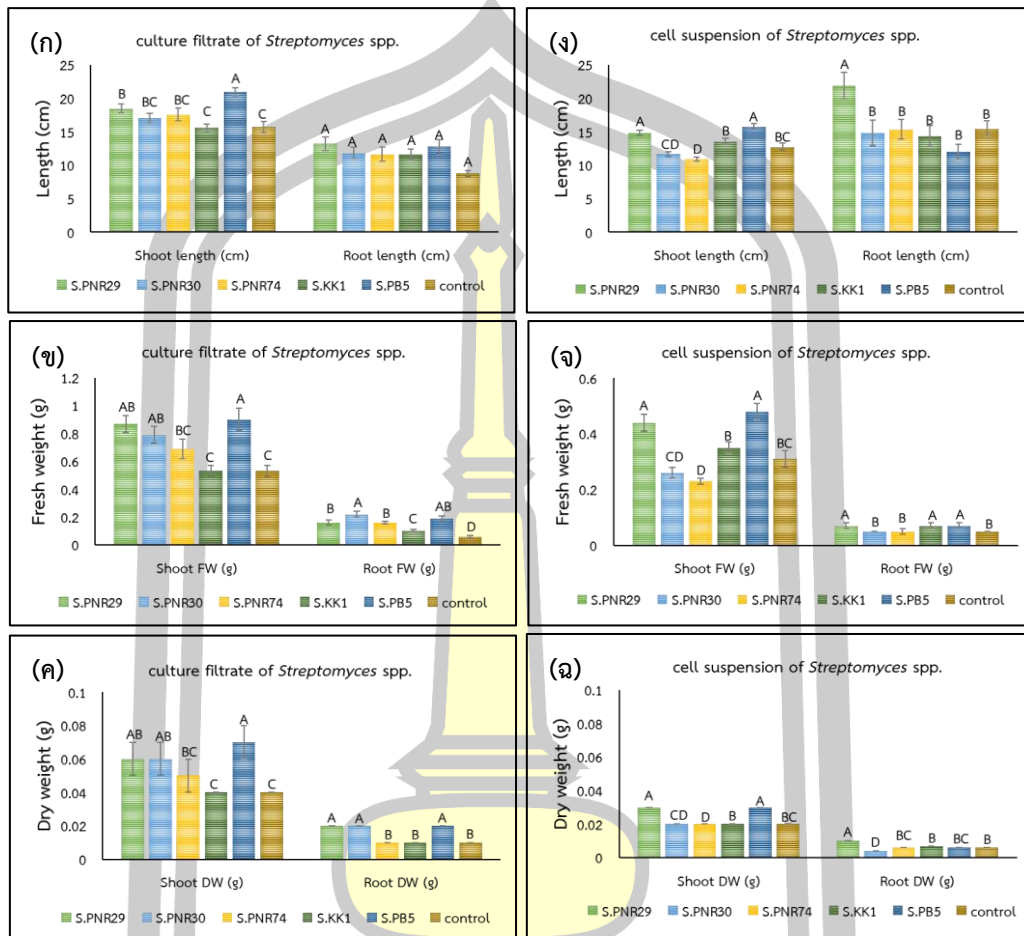 (ก)
culture filtrate of Streptomyces spp.
Length (cm)
25
20
15
10
5
0
B BC BC C A C
A A A A A A
Shoot length (cm) Root length (cm)
S.PNR29 S.PNR30 S.PNR74 S.KK1 S.PB5 control
(ง)
cell suspension of Streptomyces spp.
Length (cm)
25
20
15
10
5
0
A CD D B A BC
A B B B B B
Shoot length (cm) Root length (cm)
S.PNR29 S.PNR30 S.PNR74 S.KK1 S.PB5 control
(ข)
culture filtrate of Streptomyces spp.
Fresh weight (g)
1.2
1
0.8
0.6
0.4
0.2
0
AB AB BC C A C
B A B C AB D
Shoot FW (g) Root FW (g)
S.PNR29 S.PNR30 S.PNR74 S.KK1 S.PB5 control
(จ)
cell suspension of Streptomyces spp.
Fresh weight (g)
0.6
0.4
0.2
0
A CD D B A BC
A B B A A B
Shoot FW (g) Root FW (g)
S.PNR29 S.PNR30 S.PNR74 S.KK1 S.PB5 control
(ค)
culture filtrate of Streptomyces spp.
Dry weight (g)
0.1
0.08
0.06
0.04
0.02
0
AB AB BC C A C
A A B B A B
Shoot DW (g) Root DW (g)
S.PNR29 S.PNR30 S.PNR74 S.KK1 S.PB5 control
(ฉ)
cell suspension of Streptomyces spp.
Dry weight (g)
0.1
0.08
0.06
0.04
0.02
0
A CD D B A BC
A D BC B BC B
Shoot DW (g) Root DW (g)
S.PNR29 S.PNR30 S.PNR74 S.KK1 S.PB5 control